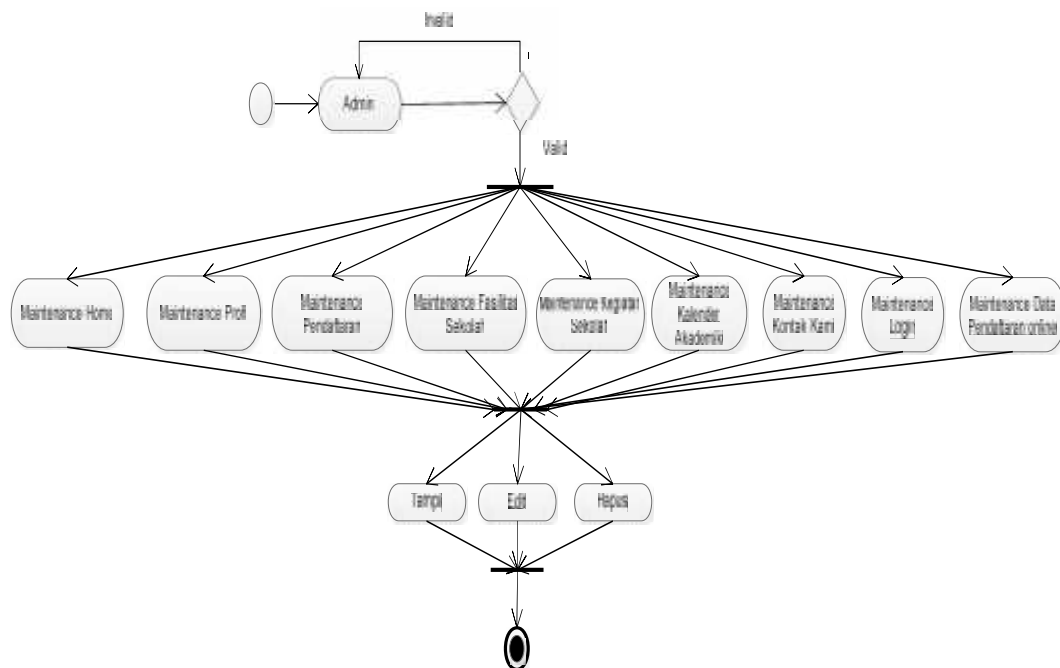 Invalid
Admin
Valid
Maintenance Home
Maintenance Profil
Maintenance
Pendaftaran
Maintenance Fasilitas
Sekolah
Maintenance Kegiatan
Sekolah
Maintenance
Kalender
Akademik
Maintenance
Kontak Kami
Maintenance
Login
Maintenance Data
Pendaftaran online
Tampil
Edit
Hapus